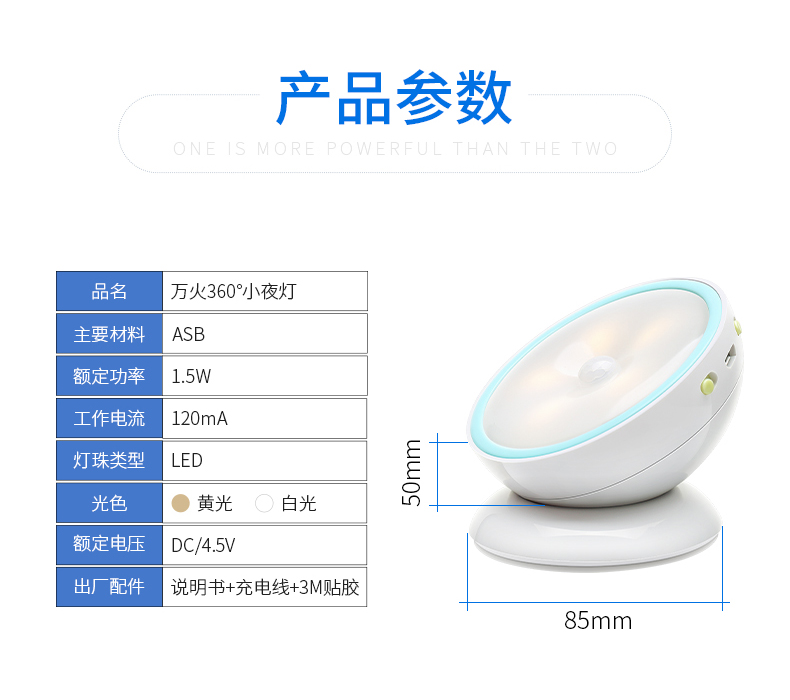 产品参数
ONE IS MORE POWERFUL THAN THE TWO
品名 万火360°小夜灯
主要材料 ASB
额定功率 1.5W
工作电流 120mA
灯珠类型 LED
光色 黄光 白光
额定电压 DC/4.5V
出厂配件 说明书+充电线+3M贴胶
50mm
85mm